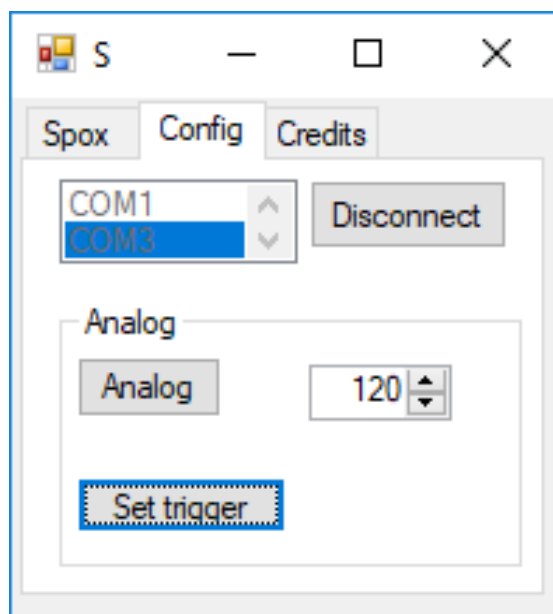 S
Spox Config Credits
COM1
COM3
Disconnect
Analog
Analog
120
Set trigger